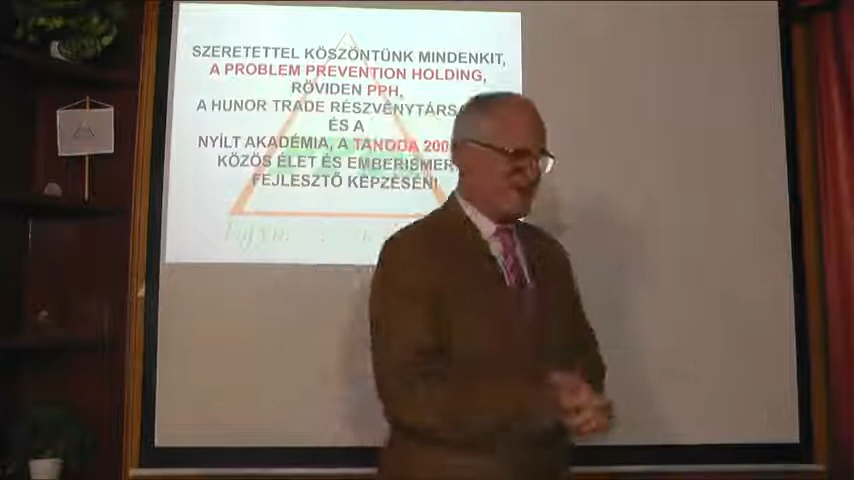 SZERETETTEL KÖSZÖNTÜNK MINDENKIT,
A PROBLEM PREVENTION HOLDING,
RÖVIDEN PPH,
A HUNOR TRADE RÉSZVÉNYTÁRSA
ÉS A
NYÍLT AKADÉMIA, A TANODA 200
KÖZÖS ÉLET ÉS EMBERISMER
FEJLESZTŐ KÉPZÉSÉN!